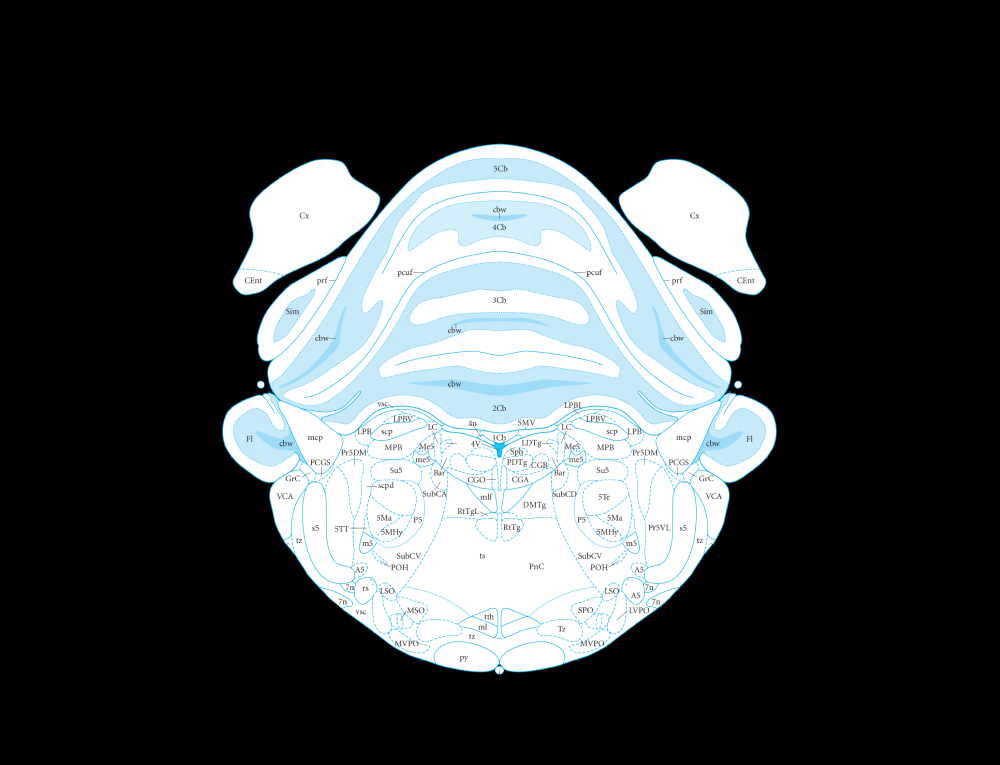 5Cb
cbw
Cx
Cx
4Cb
pcuf
pcuf
CEnt
prf
prf
CEnt
3Cb
Sim
Sim
cbw
cbw
cbw
cbw
vsc
2Cb
LPBI
LPBV
LPBV
4n
SMV
LC
LC
LPB
scp
scp
LPB
Fl
mcp
1Cb
mcp
Fl
cbw
4V
LDTg
cbw
MPB
Me5
Me5
MPB
Pr5DM
Sph
Pr5DM
me5
me5
PCGS
PDTg
CGB
PCGS
Su5
Bar
Bar
Su5
GrC
CGO
CGA
GrC
scpd
VCA
SubCA
mlf
SubCD
5Te
VCA
DMTg
RtTgL
5Ma
P5
P5
5Ma
s5
5TT
RtTg
Pr5VL
s5
5MHy
5MHy
tz
m5
m5
tz
SubCV
ts
SubCV
POH
PnC
POH
A5
A5
7n
rs
LSO
LSO
7n
A5
7n
7n
vsc
MSO
SPO
LVPO
tth
ml
Tz
tz
MVPO
MVPO
py